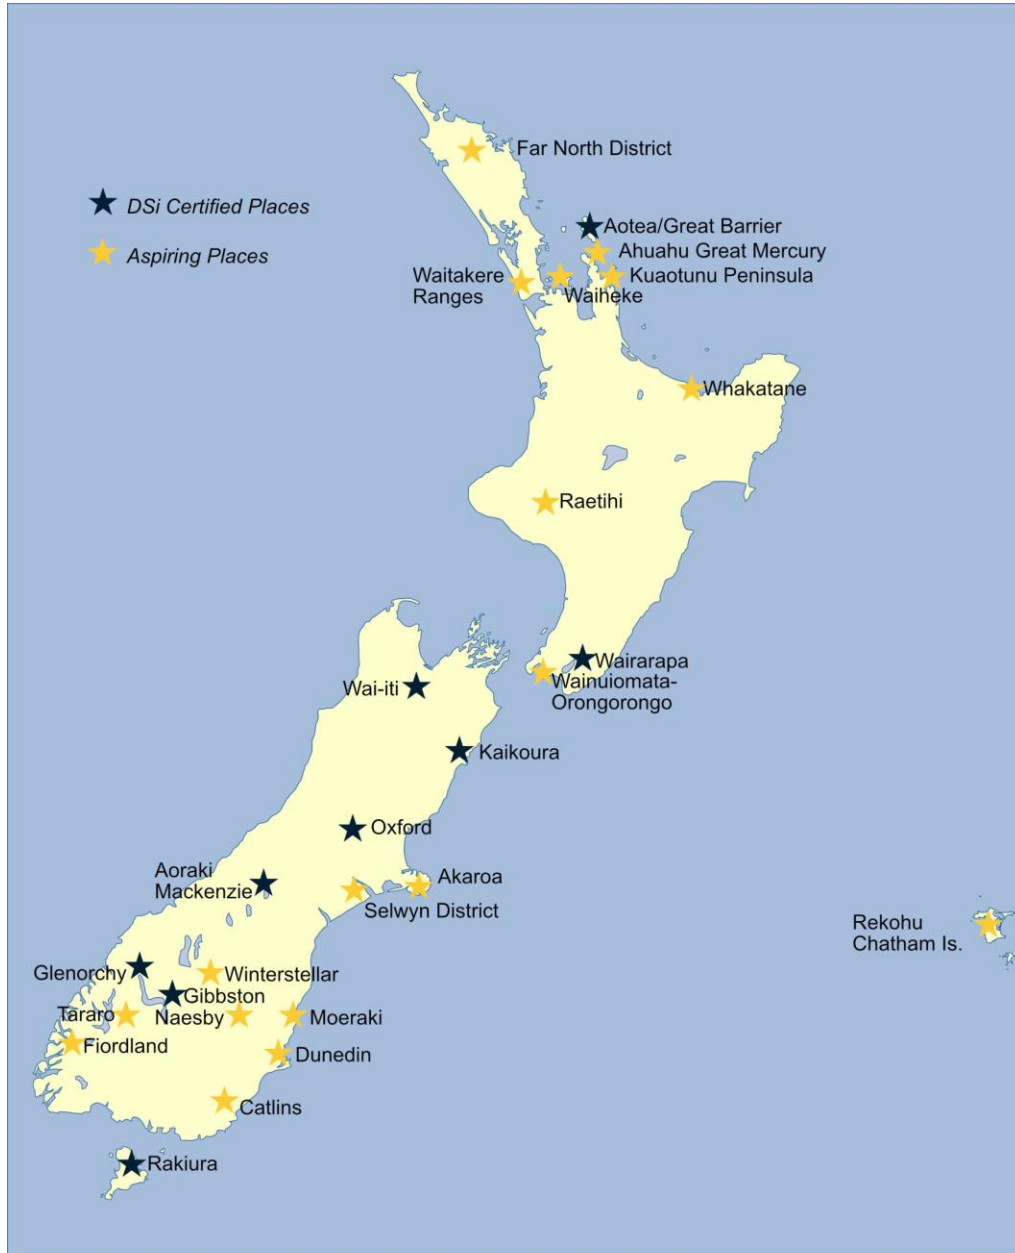 Far North District
DSi Certified Places
Aotea/Great Barrier
Aspiring Places
Ahuahu Great Mercury
Waitakere
Ranges
Kuaotunu Peninsula
Waiheke
Whakatane
Raetihi
Wairarapa
Wainuiomata-
Orongorongo
Wai-iti
Kaikoura
Oxford
Aoraki
Mackenzie
Akaroa
Selwyn District
Rekohu
Chatham Is.
Glenorchy
Winterstellar
Gibbston
Tararo
Naesby
Moeraki
Fiordland
Dunedin
Catlins
Rakiura